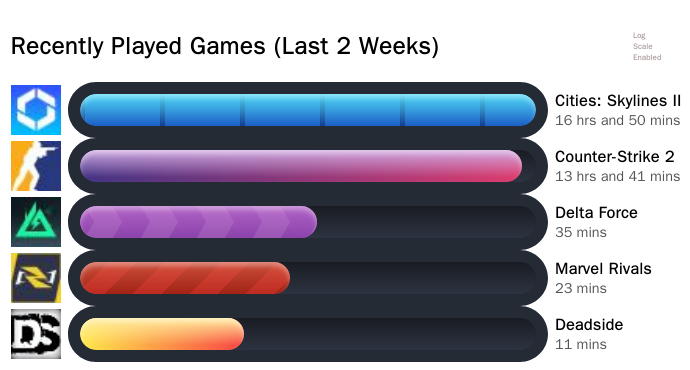 Recently Played Games (Last 2 Weeks)
Log
Scale
Enabled
Cities: Skylines II
16 hrs and 50 mins
Counter-Strike 2
13 hrs and 41 mins
Delta Force
35 mins
Marvel Rivals
23 mins
DS
Deadside
11 mins